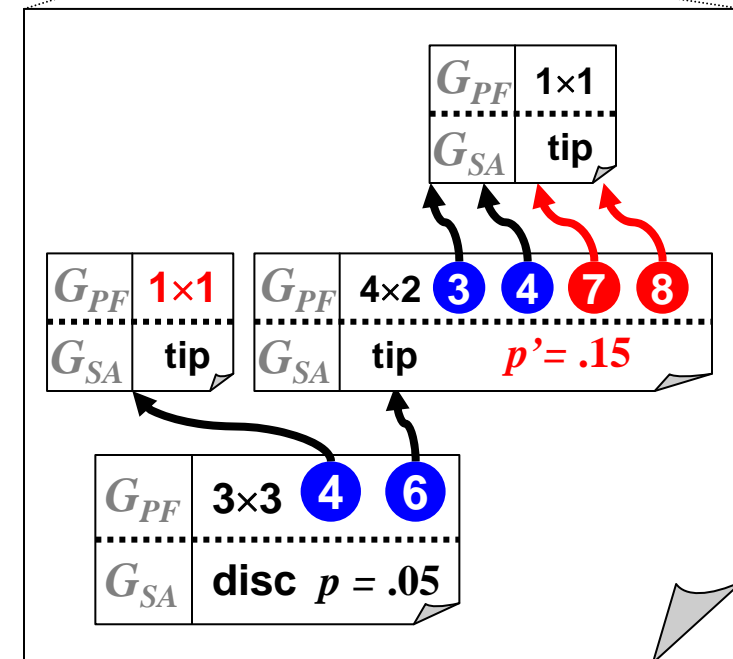 G_PF 1×1
G_SA tip
G_PF 1×1
G_SA tip
G_PF 4×2 3 4 7 8
G_SA tip p’= .15
G_PF 3×3 4 6
G_SA disc p = .05